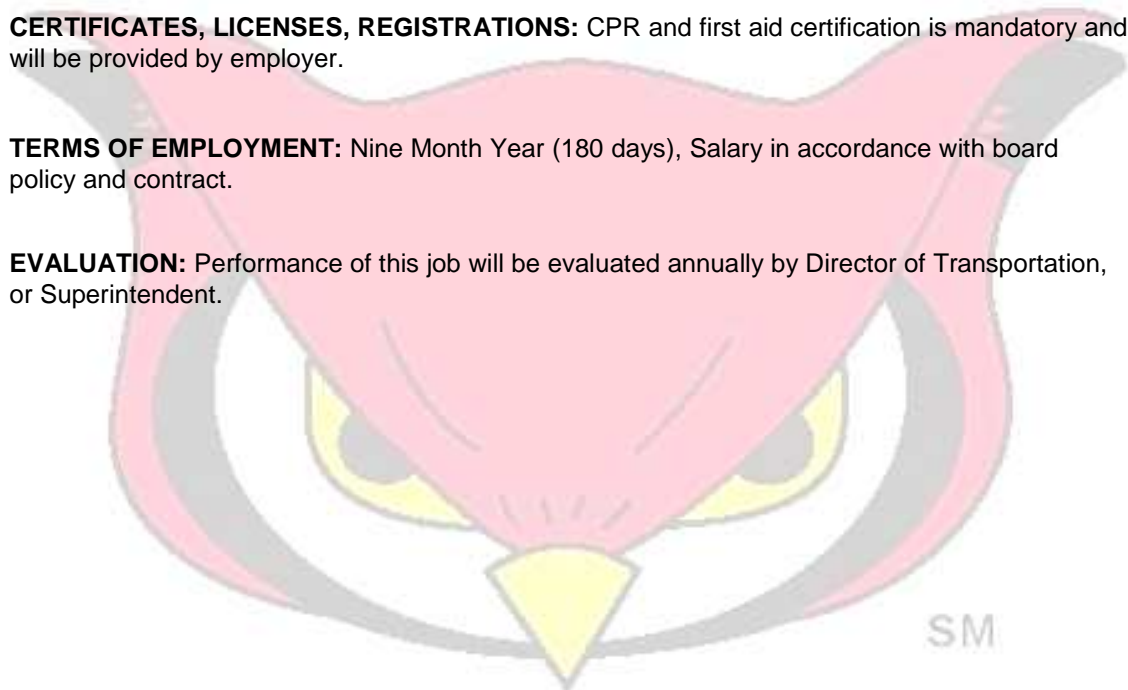 CERTIFICATES, LICENSES, REGISTRATIONS: CPR and first aid certification is mandatory and
will be provided by employer.
TERMS OF EMPLOYMENT: Nine Month Year (180 days), Salary in accordance with board
policy and contract.
EVALUATION: Performance of this job will be evaluated annually by Director of Transportation,
or Superintendent.
SM